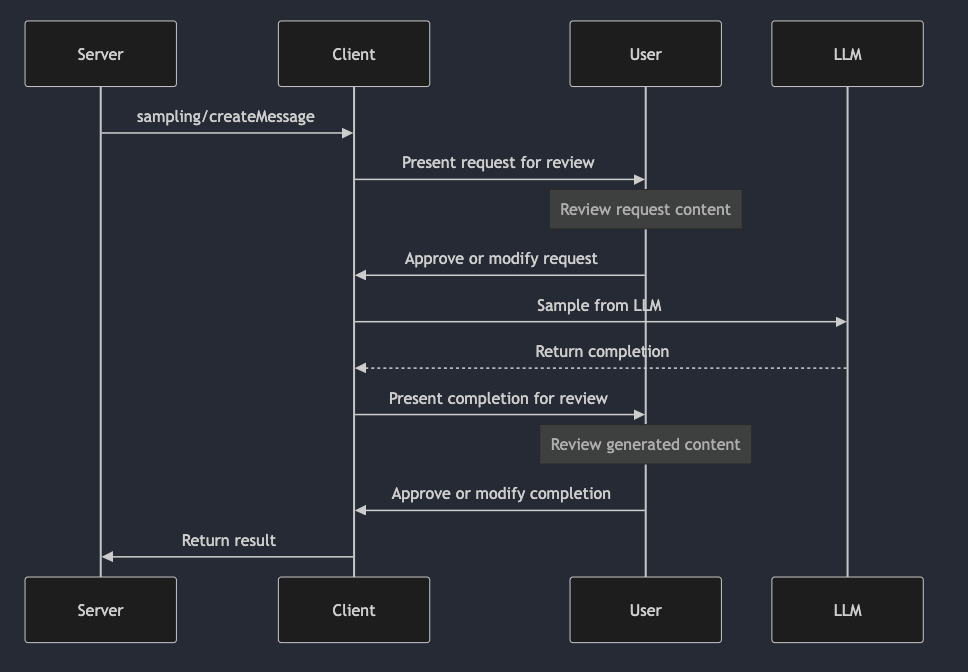 Server
Client
User
LLM
sampling/createMessage
Present request for review
Review request content
Approve or modify request
Sample from LLM
Return completion
Present completion for review
Review generated content
Approve or modify completion
Return result
Server
Client
User
LLM